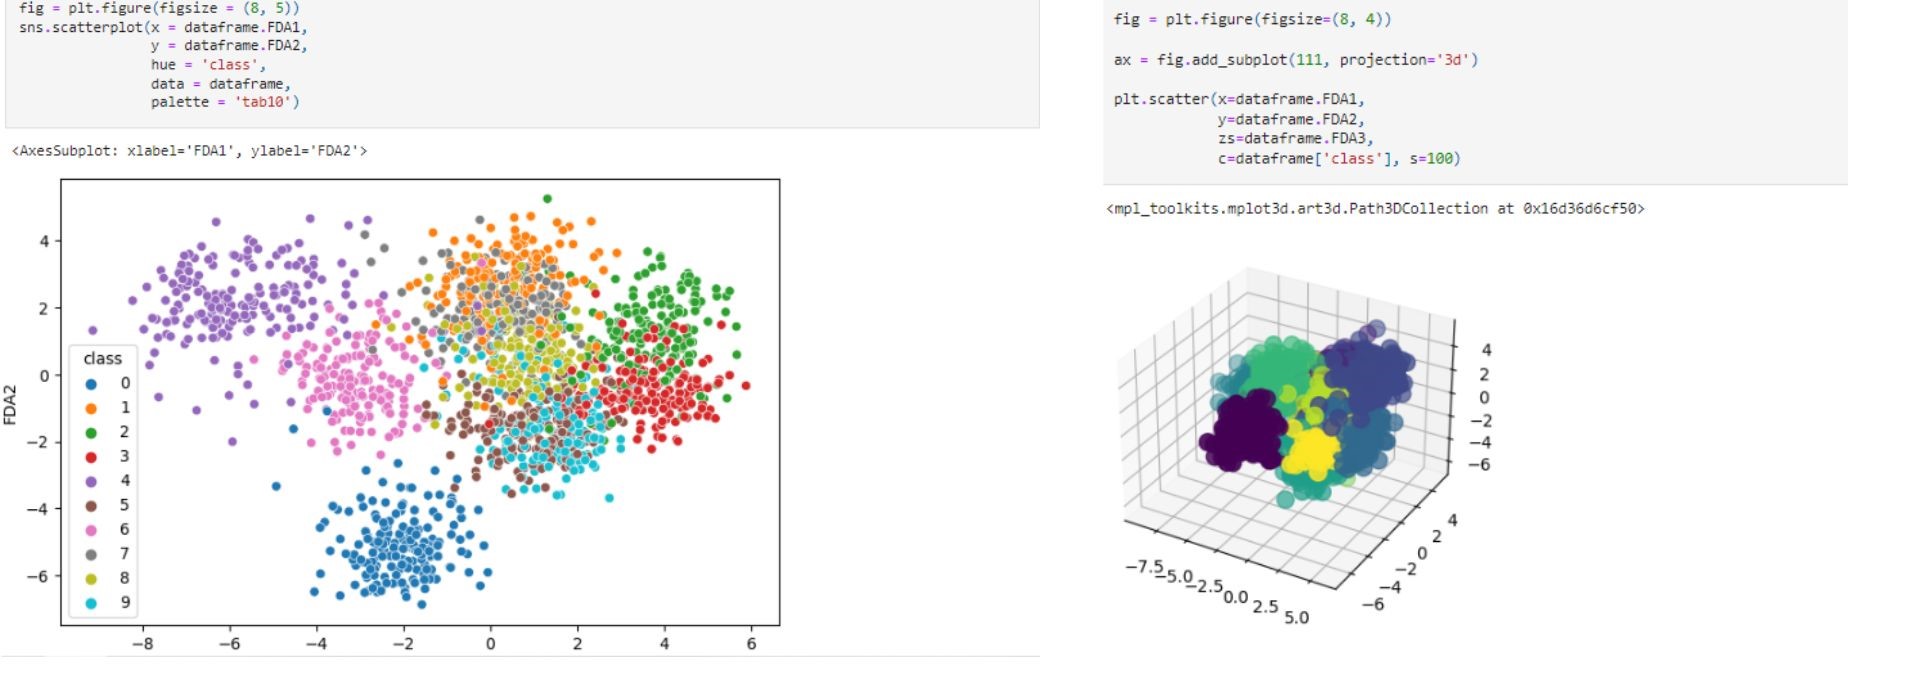 fig = plt.figure(figsize = (8, 5))
sns.scatterplot(x = dataframe.FDA1,
y = dataframe.FDA2,
hue = 'class',
data = dataframe,
palette = 'tab10')
<AxesSubplot: xlabel='FDA1', ylabel='FDA2'>
FDA2
4
2
0
−2
−4
−6
class
0
1
2
3
4
5
6
7
8
9
−8
−6
−4
−2
0
2
4
6
fig = plt.figure(figsize=(8, 4))
ax = fig.add_subplot(111, projection='3d')
plt.scatter(x=dataframe.FDA1,
y=dataframe.FDA2,
zs=dataframe.FDA3,
c=dataframe['class'], s=100)
<mpl_toolkits.mplot3d.art3d.Path3DCollection at 0x16d36d6cf50>
4
2
0
−2
−4
−6
4
2
0
−2
−4
−6
−7.5
−5.0
−2.5
0.0
2.5
5.0